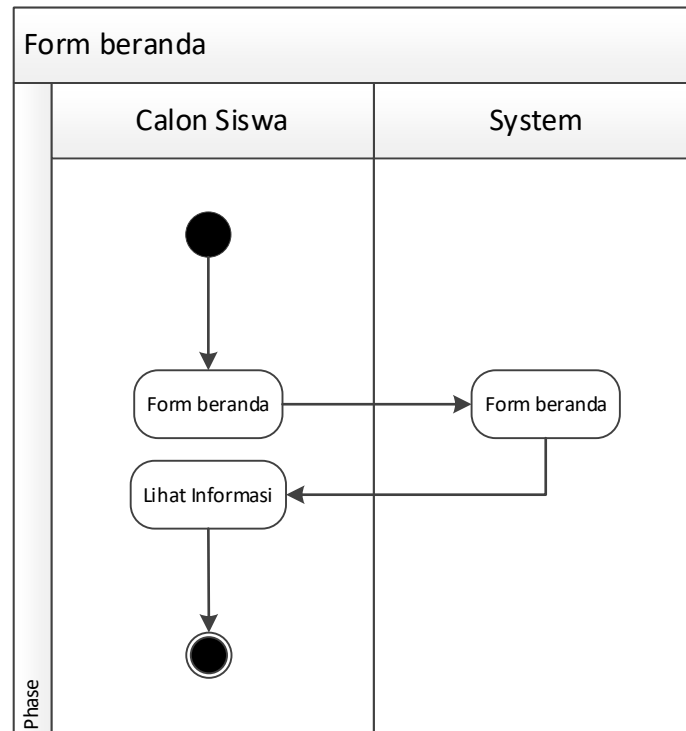 Form beranda
Calon Siswa
System
Form beranda
Form beranda
Lihat Informasi
Phase